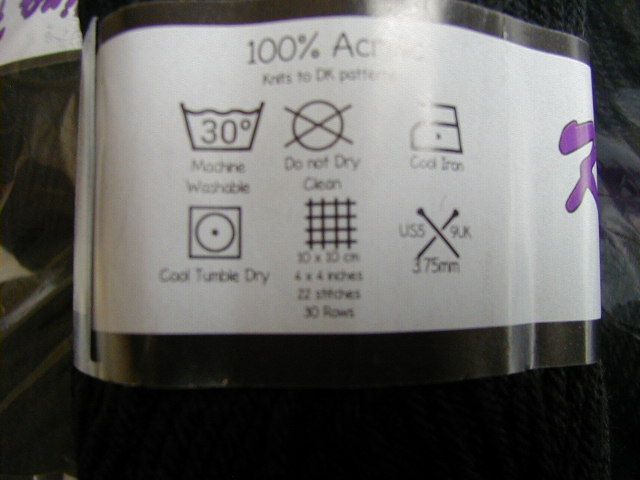 100% Acr
Knits to DK patterns
30°
Machine
Washable
Do not Dry
Clean
Cool Iron
Cool Tumble Dry
10 x 10 cm
4 x 4 inches
22 stitches
30 Rows
US5 9UK
3.75mm